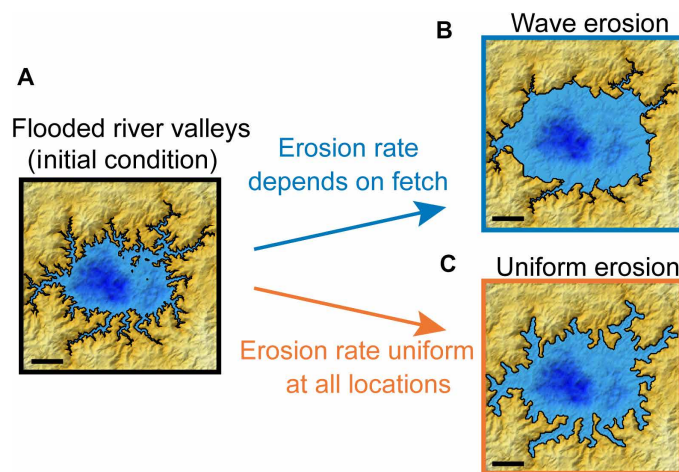 A
Flooded river valleys
(initial condition)
Erosion rate
depends on fetch
Erosion rate uniform
at all locations
B
Wave erosion
C
Uniform erosion